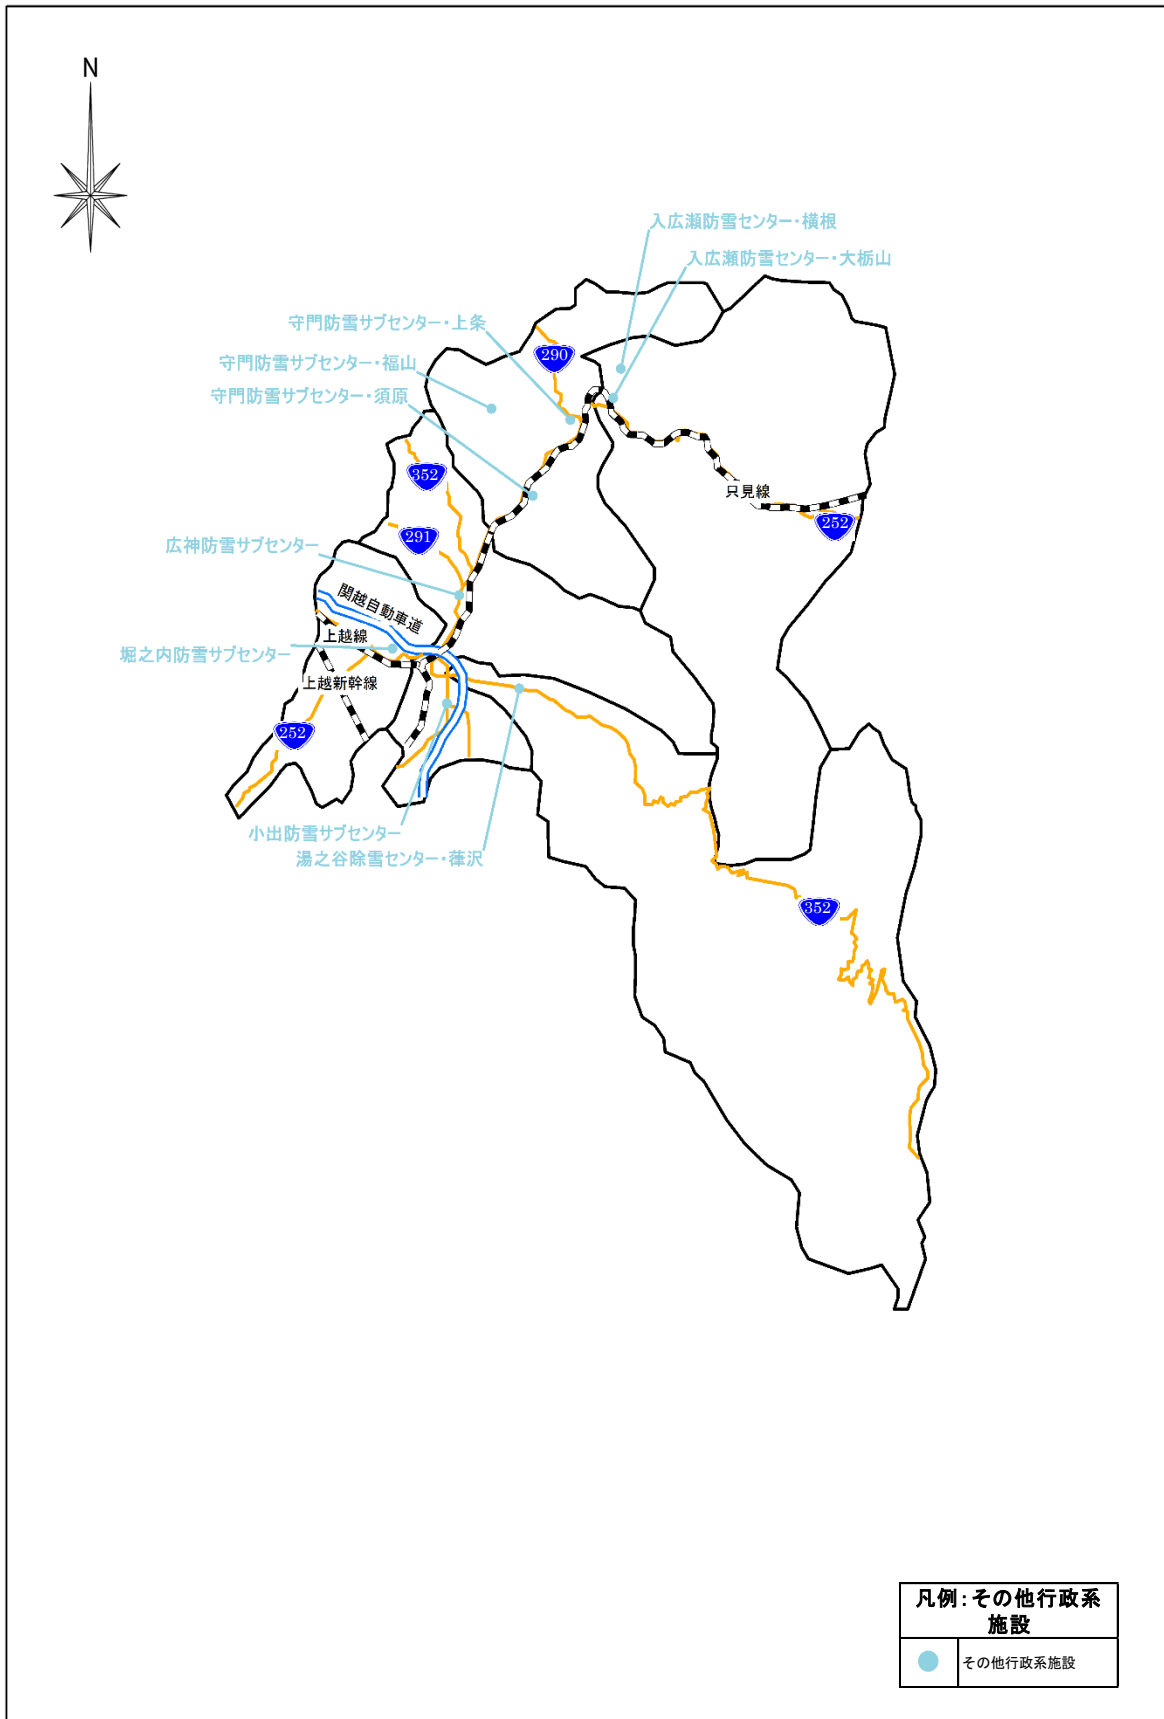 N
入広瀬防雪センター・横根
入広瀬防雪センター・大栃山
守門防雪サブセンター・上条
290
守門防雪サブセンター・福山
守門防雪サブセンター・須原
352
只見線
252
291
広神防雪サブセンター
関越自動車道
上越線
堀之内防雪サブセンター
上越新幹線
252
小出防雪サブセンター
湯之谷除雪センター・葎沢
352
凡例：その他行政系
施設
その他行政系施設